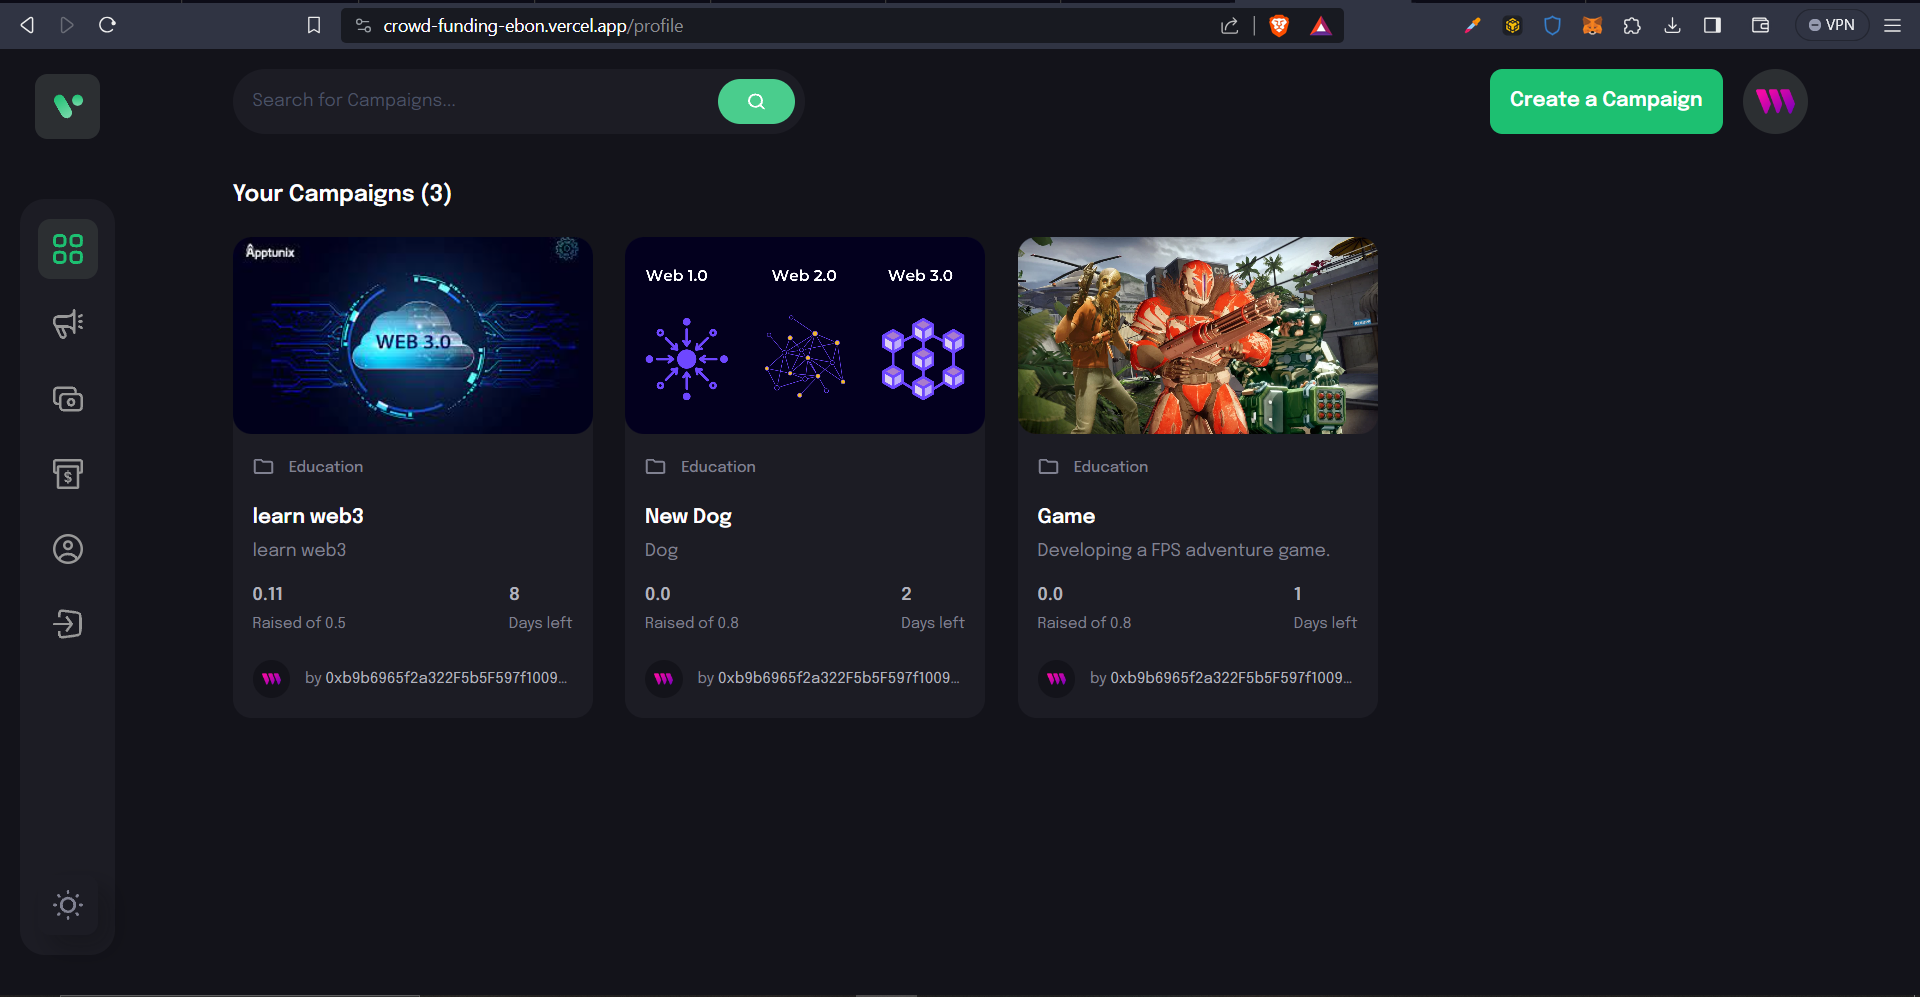 crowd-funding-ebon.vercel.app/profile
VPN
Search for Campaigns...
Create a Campaign
Your Campaigns (3)
Apptunix
WEB 3.0
Education
learn web3
learn web3
0.11
8
Raised of 0.5
Days left
by 0xb9b6965f2a322F5b5F597f1009...
Web 1.0
Web 2.0
Web 3.0
Education
New Dog
Dog
0.0
2
Raised of 0.8
Days left
by 0xb9b6965f2a322F5b5F597f1009...
Education
Game
Developing a FPS adventure game.
0.0
1
Raised of 0.8
Days left
by 0xb9b6965f2a322F5b5F597f1009...